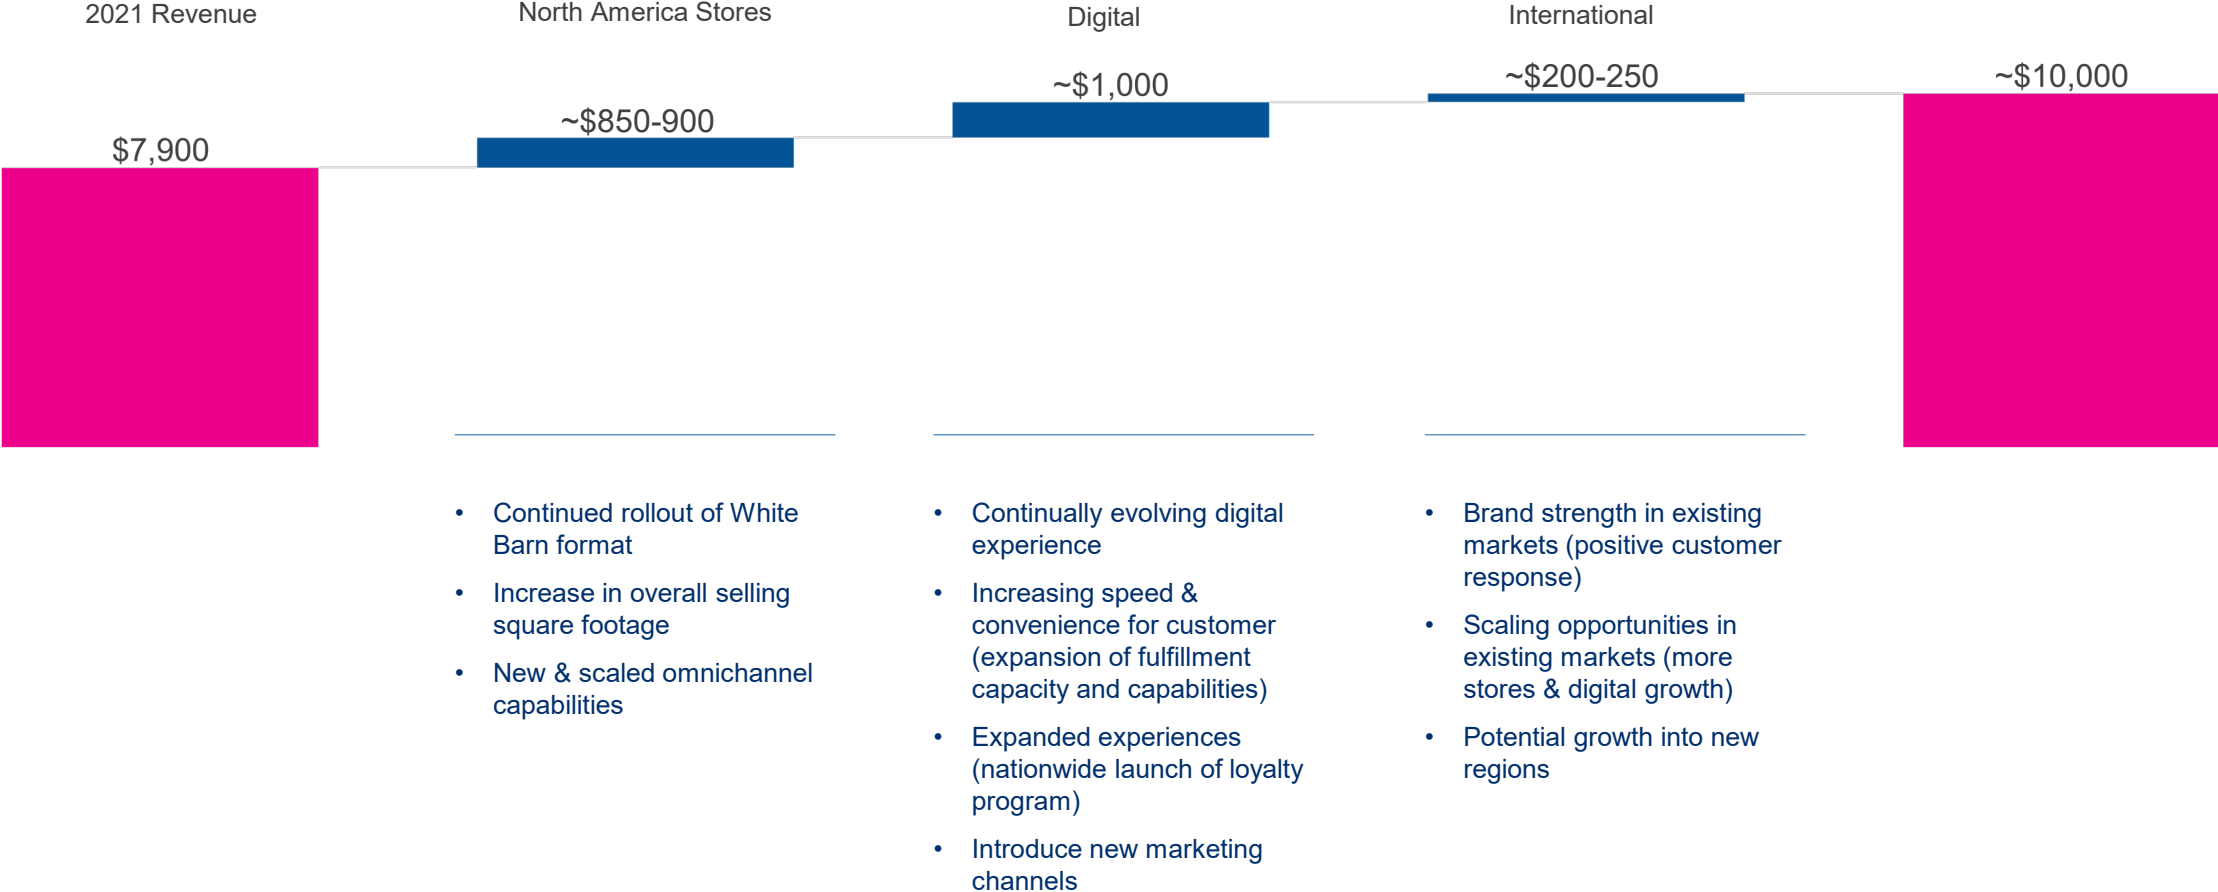 2021 Revenue
North America Stores
Digital
International
$7,900
~$850-900
~$1,000
~$200-250
~$10,000
• Continued rollout of White
Barn format
• Increase in overall selling
square footage
• New & scaled omnichannel
capabilities
• Continually evolving digital
experience
• Increasing speed &
convenience for customer
(expansion of fulfillment
capacity and capabilities)
• Expanded experiences
(nationwide launch of loyalty
program)
• Introduce new marketing
channels
• Brand strength in existing
markets (positive customer
response)
• Scaling opportunities in
existing markets (more
stores & digital growth)
• Potential growth into new
regions